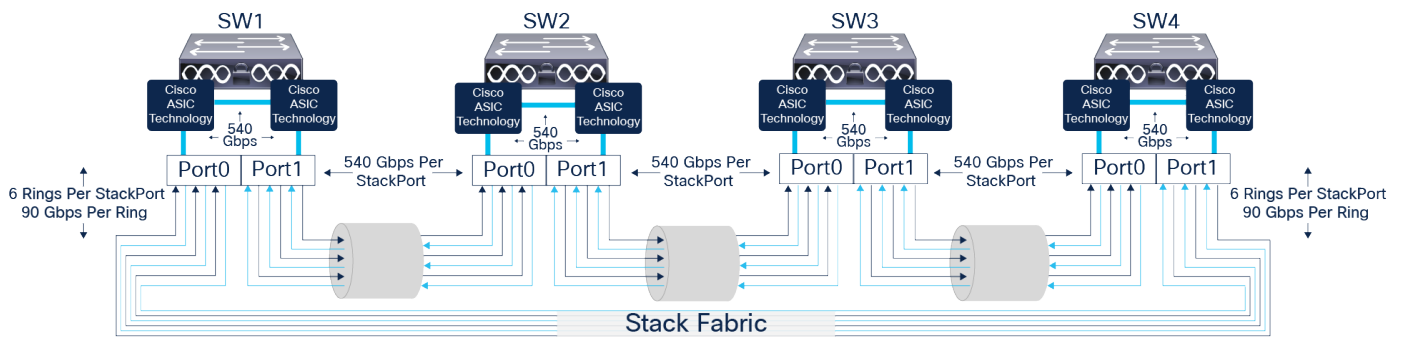 SW1
SW2
SW3
SW4
Cisco
ASIC
Technology
Cisco
ASIC
Technology
Cisco
ASIC
Technology
Cisco
ASIC
Technology
Cisco
ASIC
Technology
Cisco
ASIC
Technology
Cisco
ASIC
Technology
Cisco
ASIC
Technology
540
Gbps
540
Gbps
540
Gbps
540
Gbps
Port0
Port1
540 Gbps Per
StackPort
Port0
Port1
540 Gbps Per
StackPort
Port0
Port1
540 Gbps Per
StackPort
Port0
Port1
6 Rings Per StackPort
90 Gbps Per Ring
6 Rings Per StackPort
90 Gbps Per Ring
Stack Fabric